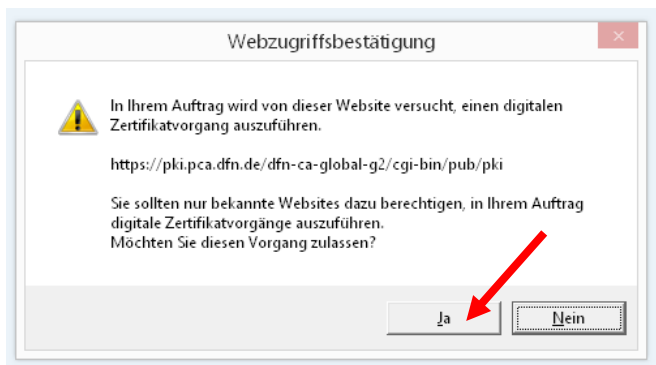 Webzugriffsbestätigung
In Ihrem Auftrag wird von dieser Website versucht, einen digitalen
Zertifikatvorgang auszuführen.
https://pki.pca.dfn.de/dfn-ca-global-g2/cgi-bin/pub/pki
Sie sollten nur bekannte Websites dazu berechtigen, in Ihrem Auftrag
digitale Zertifikatvorgänge auszuführen.
Möchten Sie diesen Vorgang zulassen?
Ja Nein